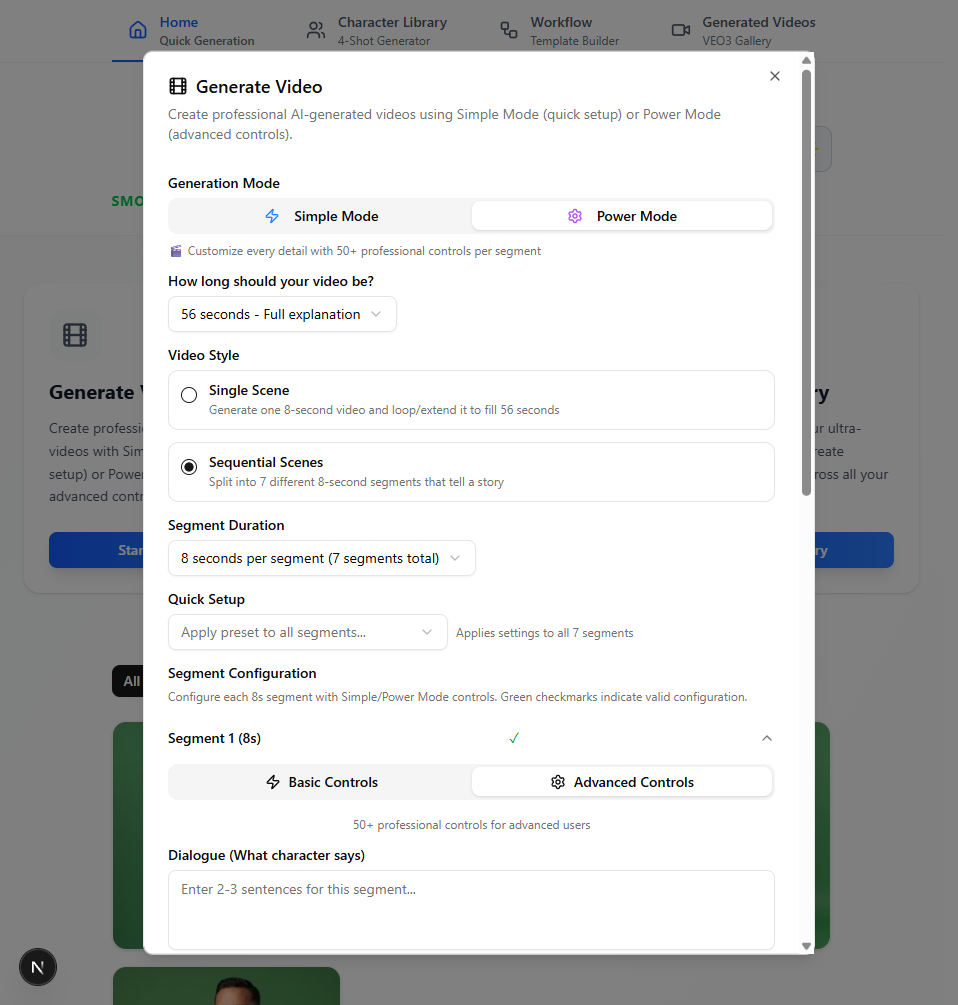 Home
Quick Generation
Character Library
4-Shot Generator
Workflow
Template Builder
Generated Videos
VEO3 Gallery
Generate Video
Create professional AI-generated videos using Simple Mode (quick setup) or Power Mode
(advanced controls).
SMO
Generation Mode
Simple Mode
Power Mode
Customize every detail with 50+ professional controls per segment
How long should your video be?
56 seconds - Full explanation
Video Style
Single Scene
Generate one 8-second video and loop/extend it to fill 56 seconds
Sequential Scenes
Split into 7 different 8-second segments that tell a story
Segment Duration
8 seconds per segment (7 segments total)
Quick Setup
Apply preset to all segments...
Applies settings to all 7 segments
Segment Configuration
Configure each 8s segment with Simple/Power Mode controls. Green checkmarks indicate valid configuration.
Segment 1 (8s)
Basic Controls
Advanced Controls
50+ professional controls for advanced users
Dialogue (What character says)
Enter 2-3 sentences for this segment...
Generate
Create professi
videos with Sim
setup) or Powe
advanced contr
Star
ry
ur ultra-
reate
ross all your
ry
All
N